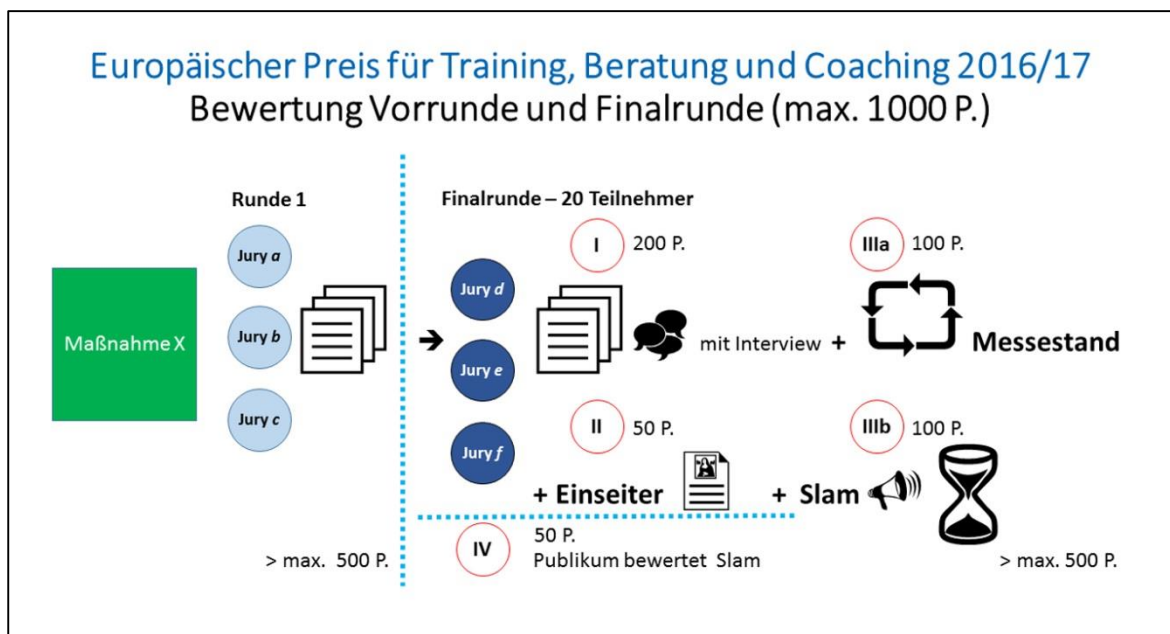 Europäischer Preis für Training, Beratung und Coaching 2016/17
Bewertung Vorrunde und Finalrunde (max. 1000 P.)
Runde 1
Maßnahme X
Jury a
Jury b
Jury c
> max. 500 P.
Finalrunde – 20 Teilnehmer
Jury d
Jury e
Jury f
I 200 P.
mit Interview +
IIIa 100 P.
Messestand
II 50 P.
+ Einseiter
IIIb 100 P.
+ Slam
IV 50 P.
Publikum bewertet Slam
> max. 500 P.